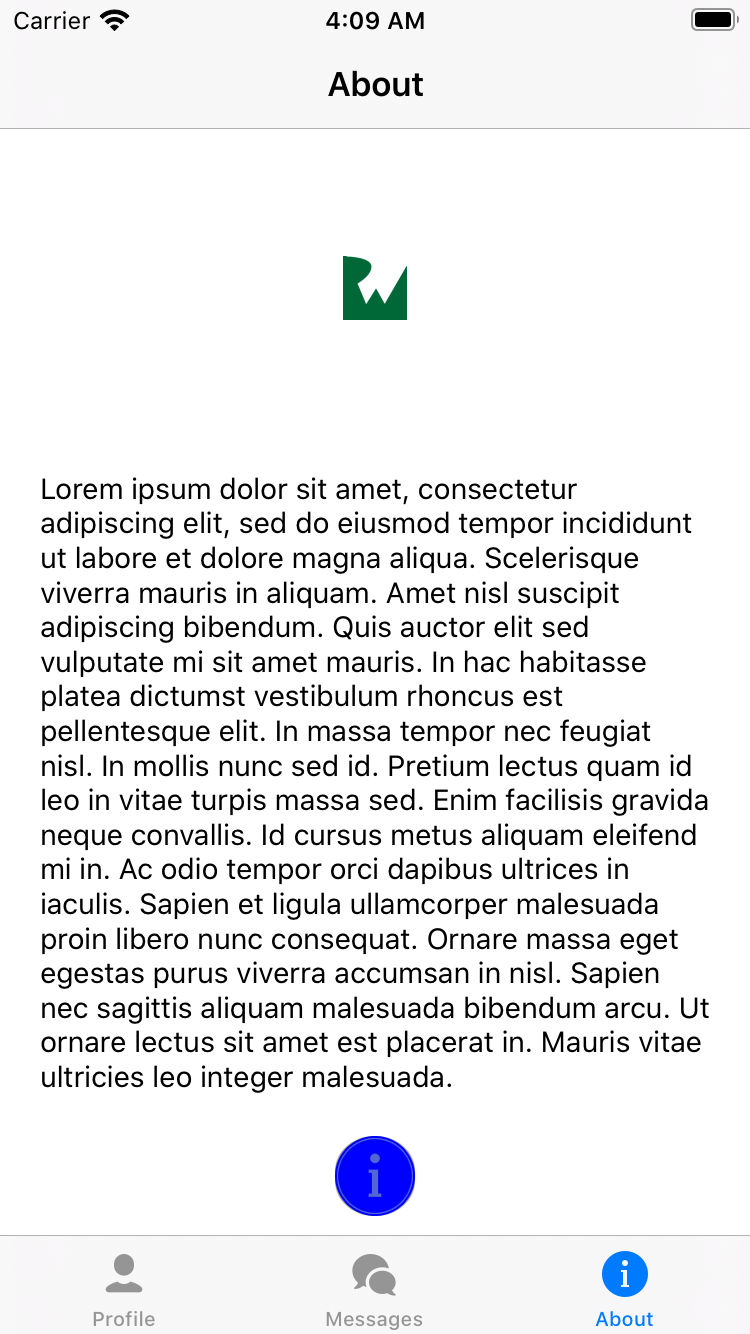 Carrier 4:09 AM
About
RW
Lorem ipsum dolor sit amet, consectetur
adipiscing elit, sed do eiusmod tempor incididunt
ut labore et dolore magna aliqua. Scelerisque
viverra mauris in aliquam. Amet nisl suscipit
adipiscing bibendum. Quis auctor elit sed
vulputate mi sit amet mauris. In hac habitasse
platea dictumst vestibulum rhoncus est
pellentesque elit. In massa tempor nec feugiat
nisl. In mollis nunc sed id. Pretium lectus quam id
leo in vitae turpis massa sed. Enim facilisis gravida
neque convallis. Id cursus metus aliquam eleifend
mi in. Ac odio tempor orci dapibus ultrices in
iaculis. Sapien et ligula ullamcorper malesuada
proin libero nunc consequat. Ornare massa eget
egestas purus viverra accumsan in nisl. Sapien
nec sagittis aliquam malesuada bibendum arcu. Ut
ornare lectus sit amet est placerat in. Mauris vitae
ultricies leo integer malesuada.
i
i
Profile Messages About